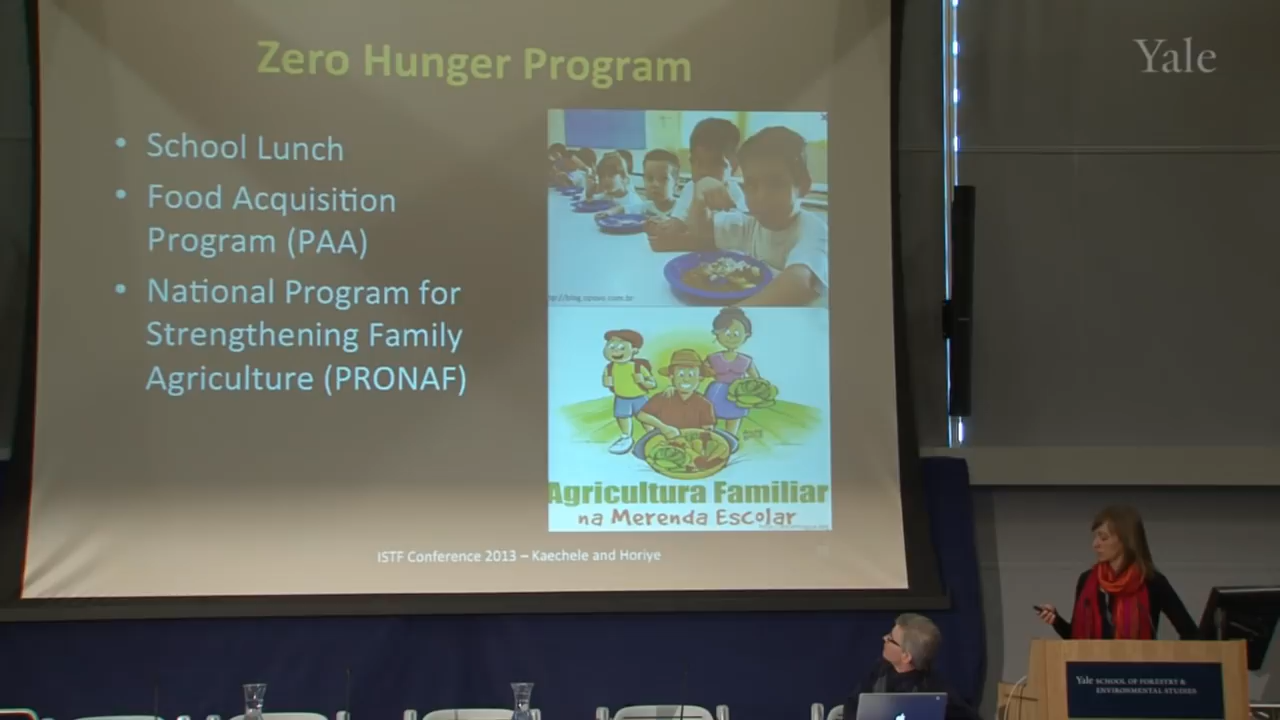 Zero Hunger Program
Yale
• School Lunch
• Food Acquisition
Program (PAA)
• National Program for
Strengthening Family
Agriculture (PRONAF)
Agricultura Familiar
na Merenda Escolar
ISTF Conference 2013 – Kaechele and Horiye
Yale SCHOOL OF FORESTRY &
ENVIRONMENTAL STUDIES